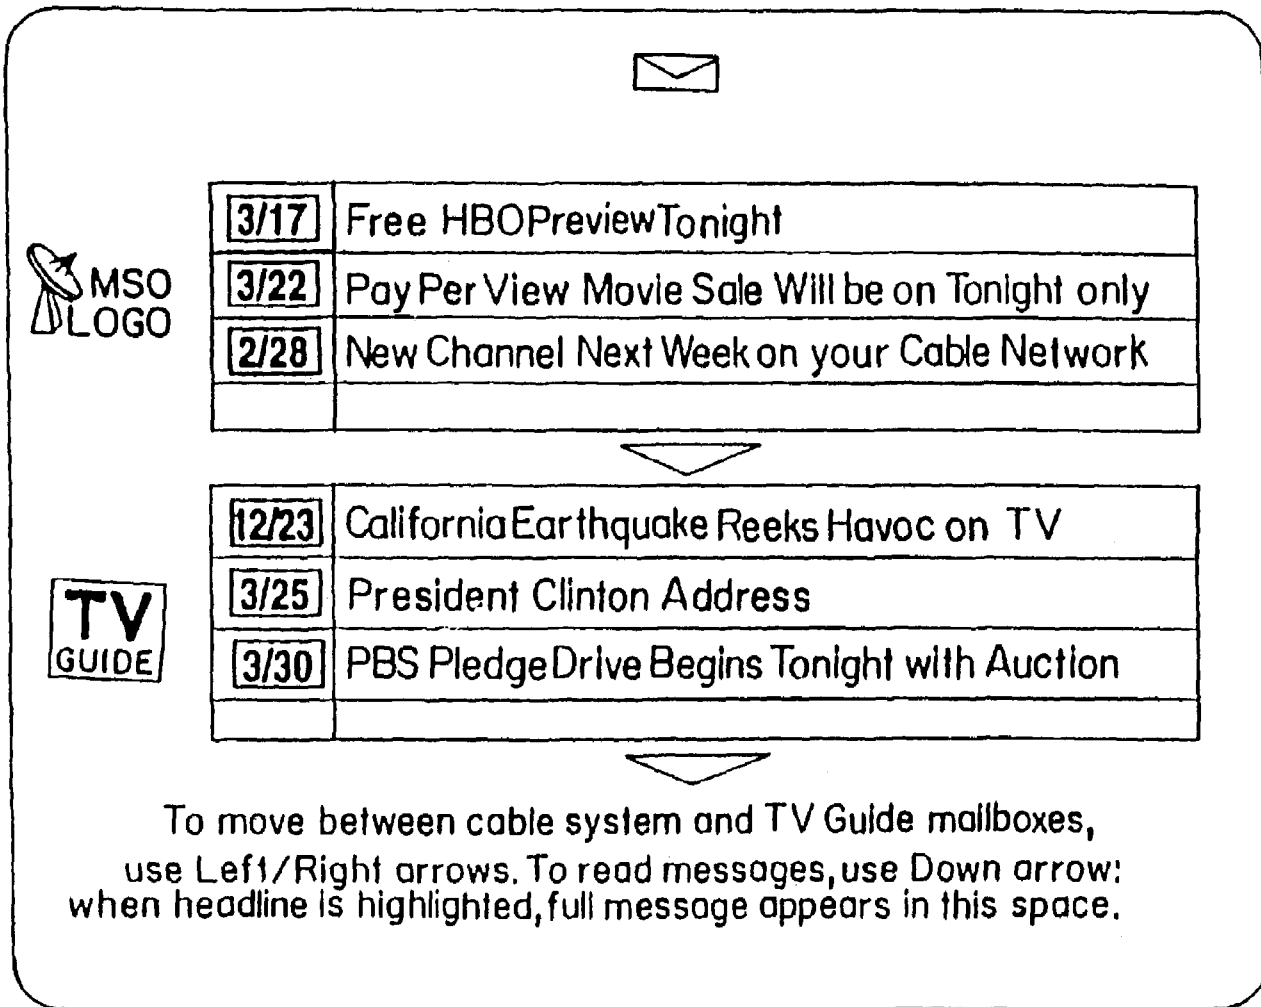 3/17 Free HBO Preview Tonight
MSO LOGO
3/22 Pay Per View Movie Sale Will be on Tonight only
2/28 New Channel Next Week on your Cable Network
12/23 California Earthquake Reeks Havoc on TV
TV GUIDE
3/25 President Clinton Address
3/30 PBS Pledge Drive Begins Tonight with Auction
To move between cable system and TV Guide mailboxes,
use Left/Right arrows. To read messages, use Down arrow:
when headline is highlighted, full message appears in this space.